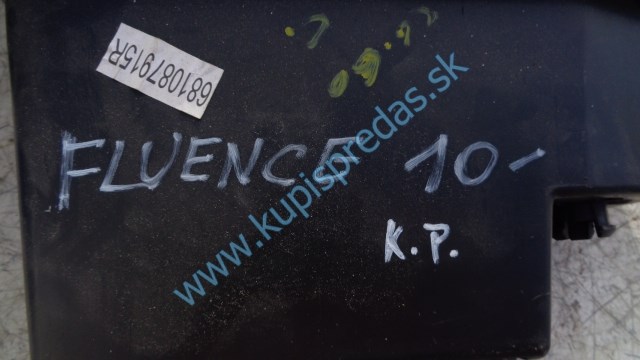 681087915R
FLUENCE 10-
K.P.
www.kupispredas.sk